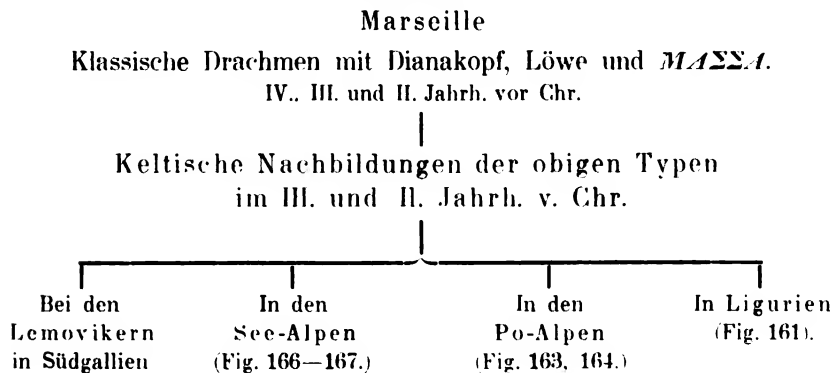 Marseille
Klassische Drachmen mit Dianakopf, Löwe und ΜΑΣΣΑ.
IV., III. und II. Jahrh. vor Chr.
Keltische Nachbildungen der obigen Typen
im III. und II. Jahrh. v. Chr.
Bei den
Lemovikern
in Südgallien
In den
See-Alpen
(Fig. 166—167.)
In den
Po-Alpen
(Fig. 163, 164.)
In Ligurien
(Fig. 161).